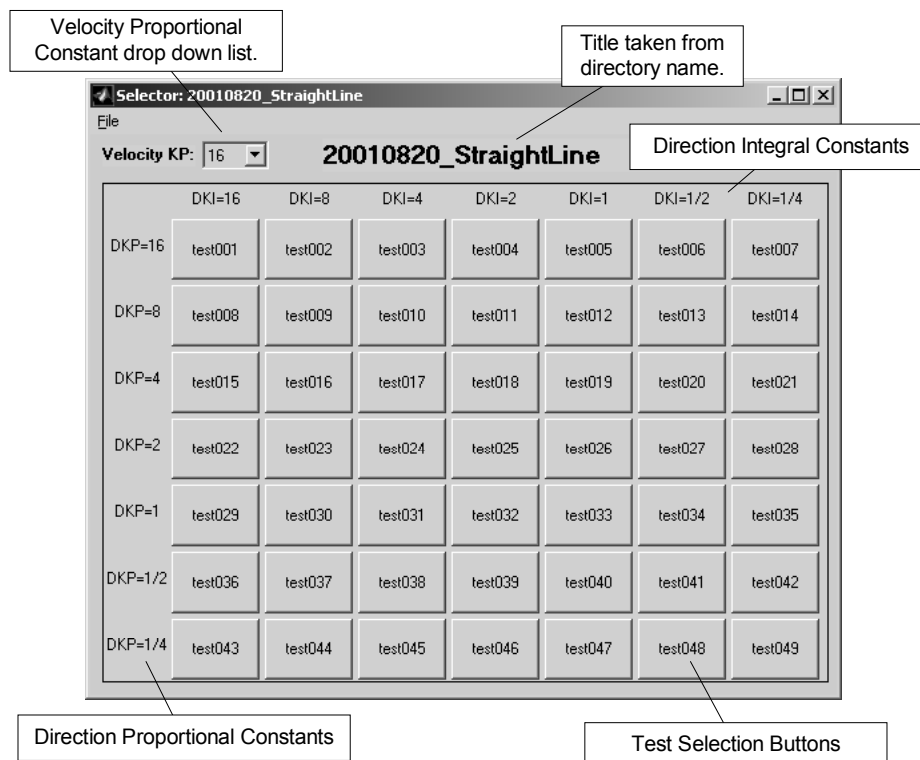 Velocity Proportional
Constant drop down list.
Title taken from
directory name.
Selector: 20010820_StraightLine
File
Velocity KP: 16
20010820_StraightLine
Direction Integral Constants
DKI=16 DKI=8 DKI=4 DKI=2 DKI=1 DKI=1/2 DKI=1/4
DKP=16 test001 test002 test003 test004 test005 test006 test007
DKP=8 test008 test009 test010 test011 test012 test013 test014
DKP=4 test015 test016 test017 test018 test019 test020 test021
DKP=2 test022 test023 test024 test025 test026 test027 test028
DKP=1 test029 test030 test031 test032 test033 test034 test035
DKP=1/2 test036 test037 test038 test039 test040 test041 test042
DKP=1/4 test043 test044 test045 test046 test047 test048 test049
Direction Proportional Constants
Test Selection Buttons